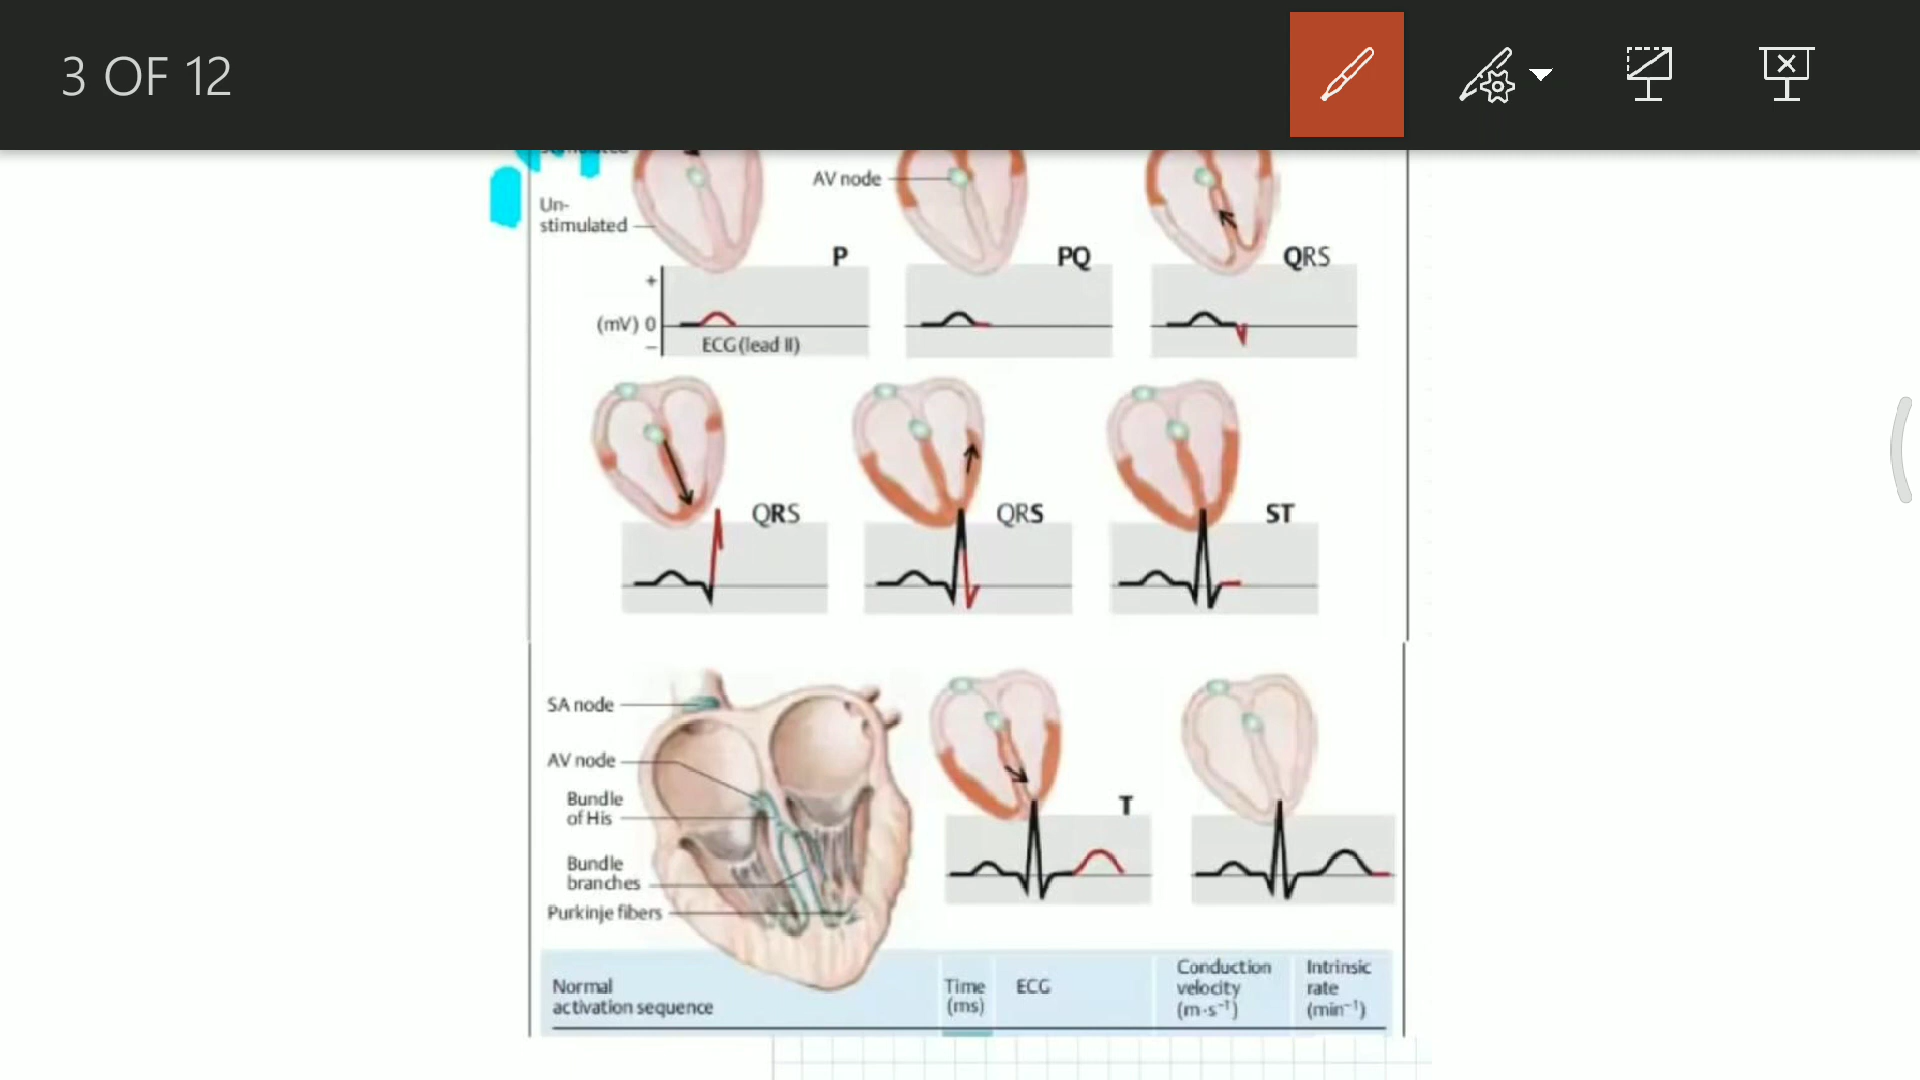 3 OF 12
Un-
stimulated
AV node
P
PQ
QRS
+
(mV) 0
−
ECG (lead II)
QRS
QRS
ST
SA node
AV node
Bundle
of His
Bundle
branches
Purkinje fibers
T
Normal
activation sequence
Time
(ms)
ECG
Conduction
velocity
(m·s⁻¹)
Intrinsic
rate
(min⁻¹)